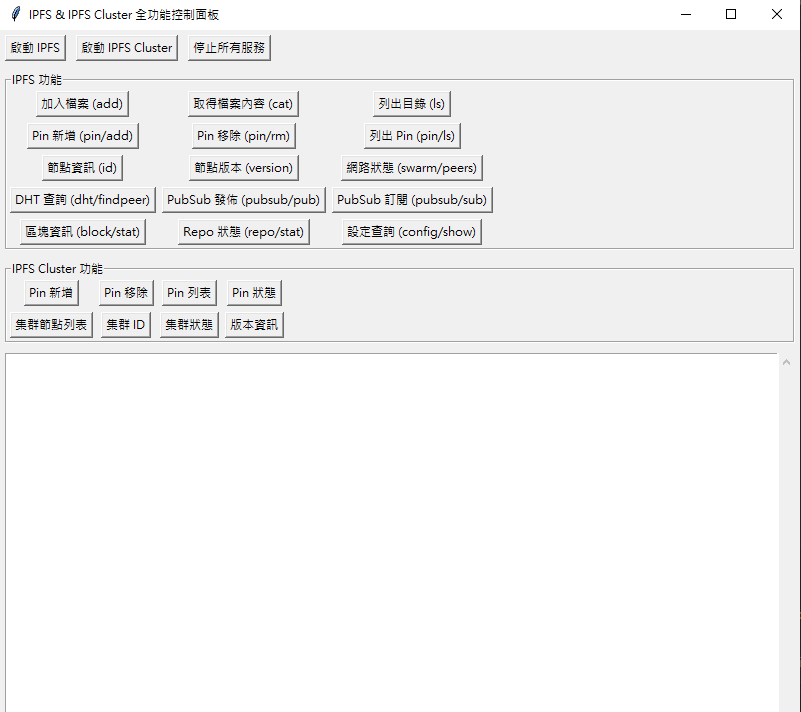 IPFS & IPFS Cluster 全功能控制面板
啟動 IPFS 啟動 IPFS Cluster 停止所有服務
IPFS 功能
加入檔案 (add) 取得檔案內容 (cat) 列出目錄 (ls)
Pin 新增 (pin/add) Pin 移除 (pin/rm) 列出 Pin (pin/ls)
節點資訊 (id) 節點版本 (version) 網路狀態 (swarm/peers)
DHT 查詢 (dht/findpeer) PubSub 發佈 (pubsub/pub) PubSub 訂閱 (pubsub/sub)
區塊資訊 (block/stat) Repo 狀態 (repo/stat) 設定查詢 (config/show)
IPFS Cluster 功能
Pin 新增 Pin 移除 Pin 列表 Pin 狀態
集群節點列表 集群 ID 集群狀態 版本資訊